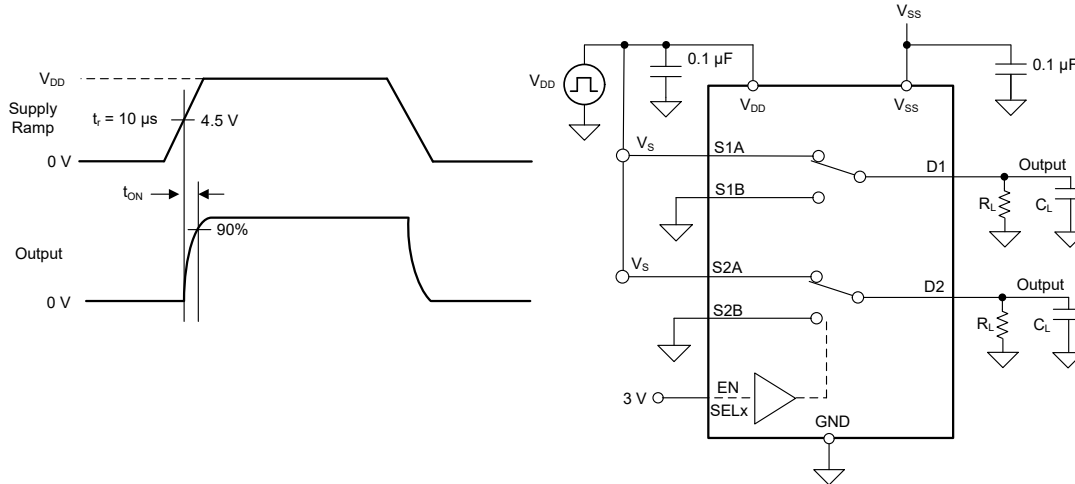 V_DD
Supply
Ramp
t_r = 10 µs
4.5 V
0 V
t_ON
90%
Output
0 V
V_SS
V_DD
0.1 µF
0.1 µF
V_DD
V_SS
V_S
S1A
D1
Output
S1B
R_L
C_L
V_S
S2A
D2
Output
S2B
R_L
C_L
3 V
EN
SELx
GND